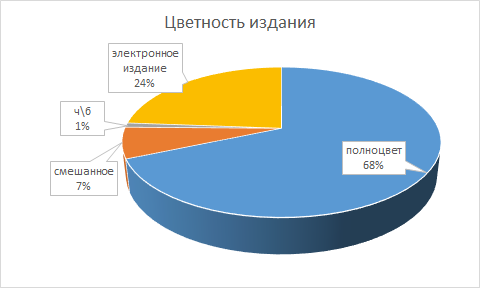 Цветность издания
электронное
издание
24%
ч\б
1%
полноцвет
68%
смешанное
7%